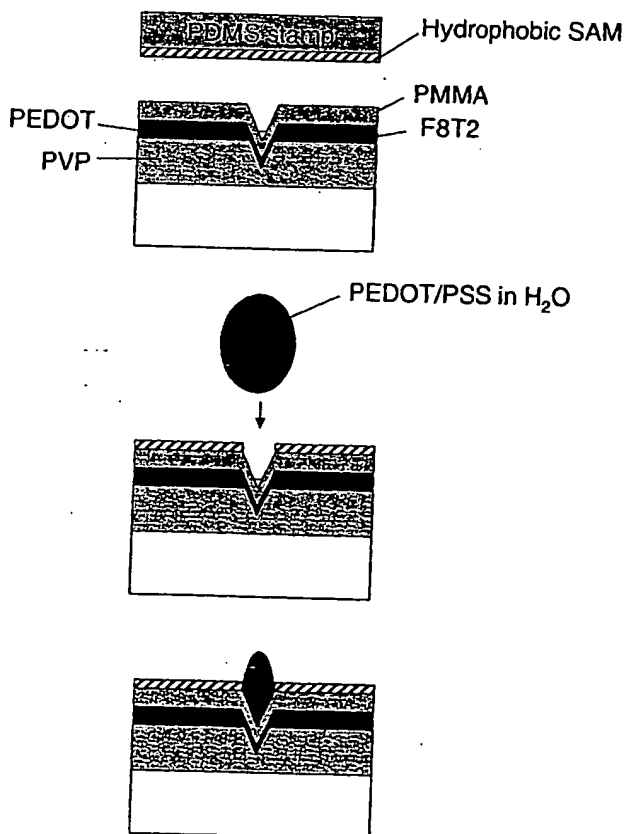 PDMS stamp
Hydrophobic SAM
PMMA
PEDOT
F8T2
PVP
PEDOT/PSS in H₂O